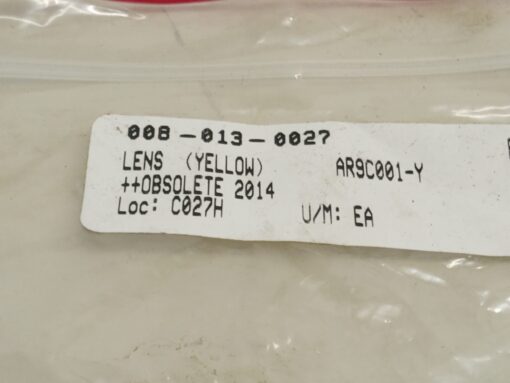 008-013-0027
LENS (YELLOW) AR9C001-Y
++OBSOLETE 2014
Loc: C027H U/M: EA